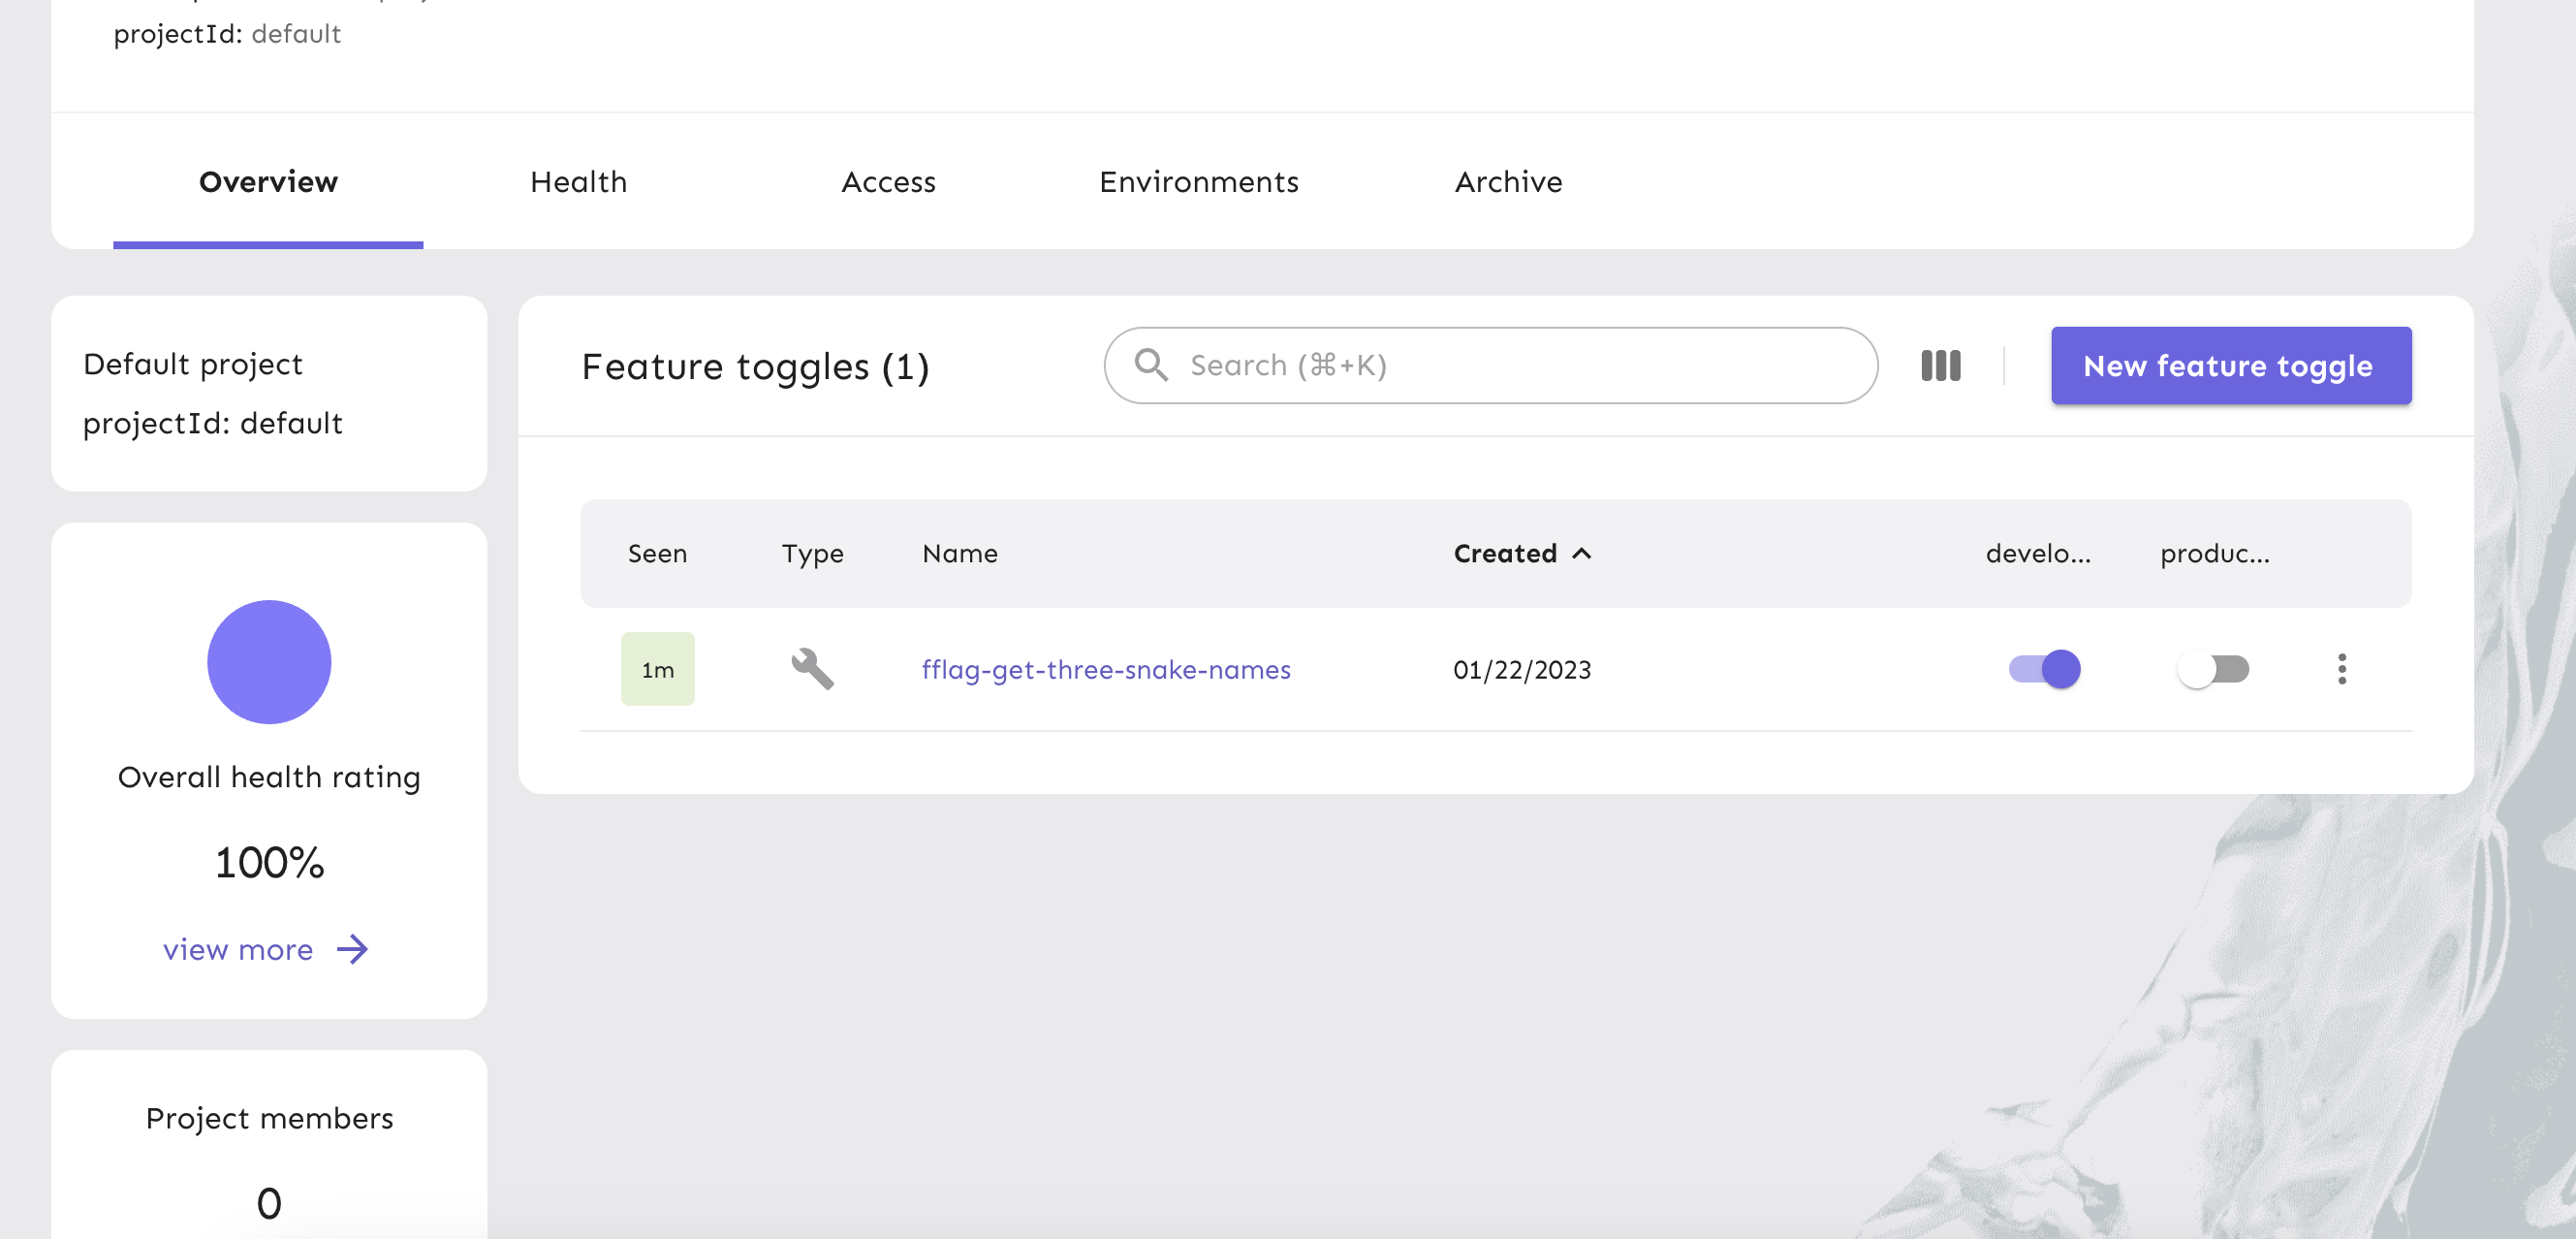 projectId: default
Overview
Health
Access
Environments
Archive
Default project
projectId: default
Overall health rating
100%
view more
Project members
0
Feature toggles (1)
Search (⌘+K)
New feature toggle
Seen
Type
Name
Created
develo...
produc...
1m
fflag-get-three-snake-names
01/22/2023